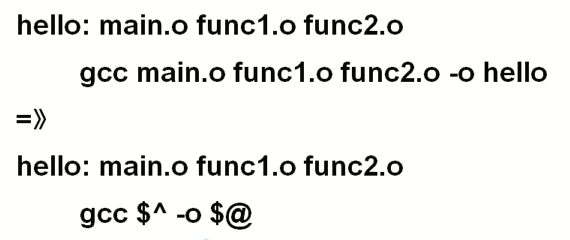 hello: main.o func1.o func2.o
gcc main.o func1.o func2.o -o hello
=》
hello: main.o func1.o func2.o
gcc $^ -o $@